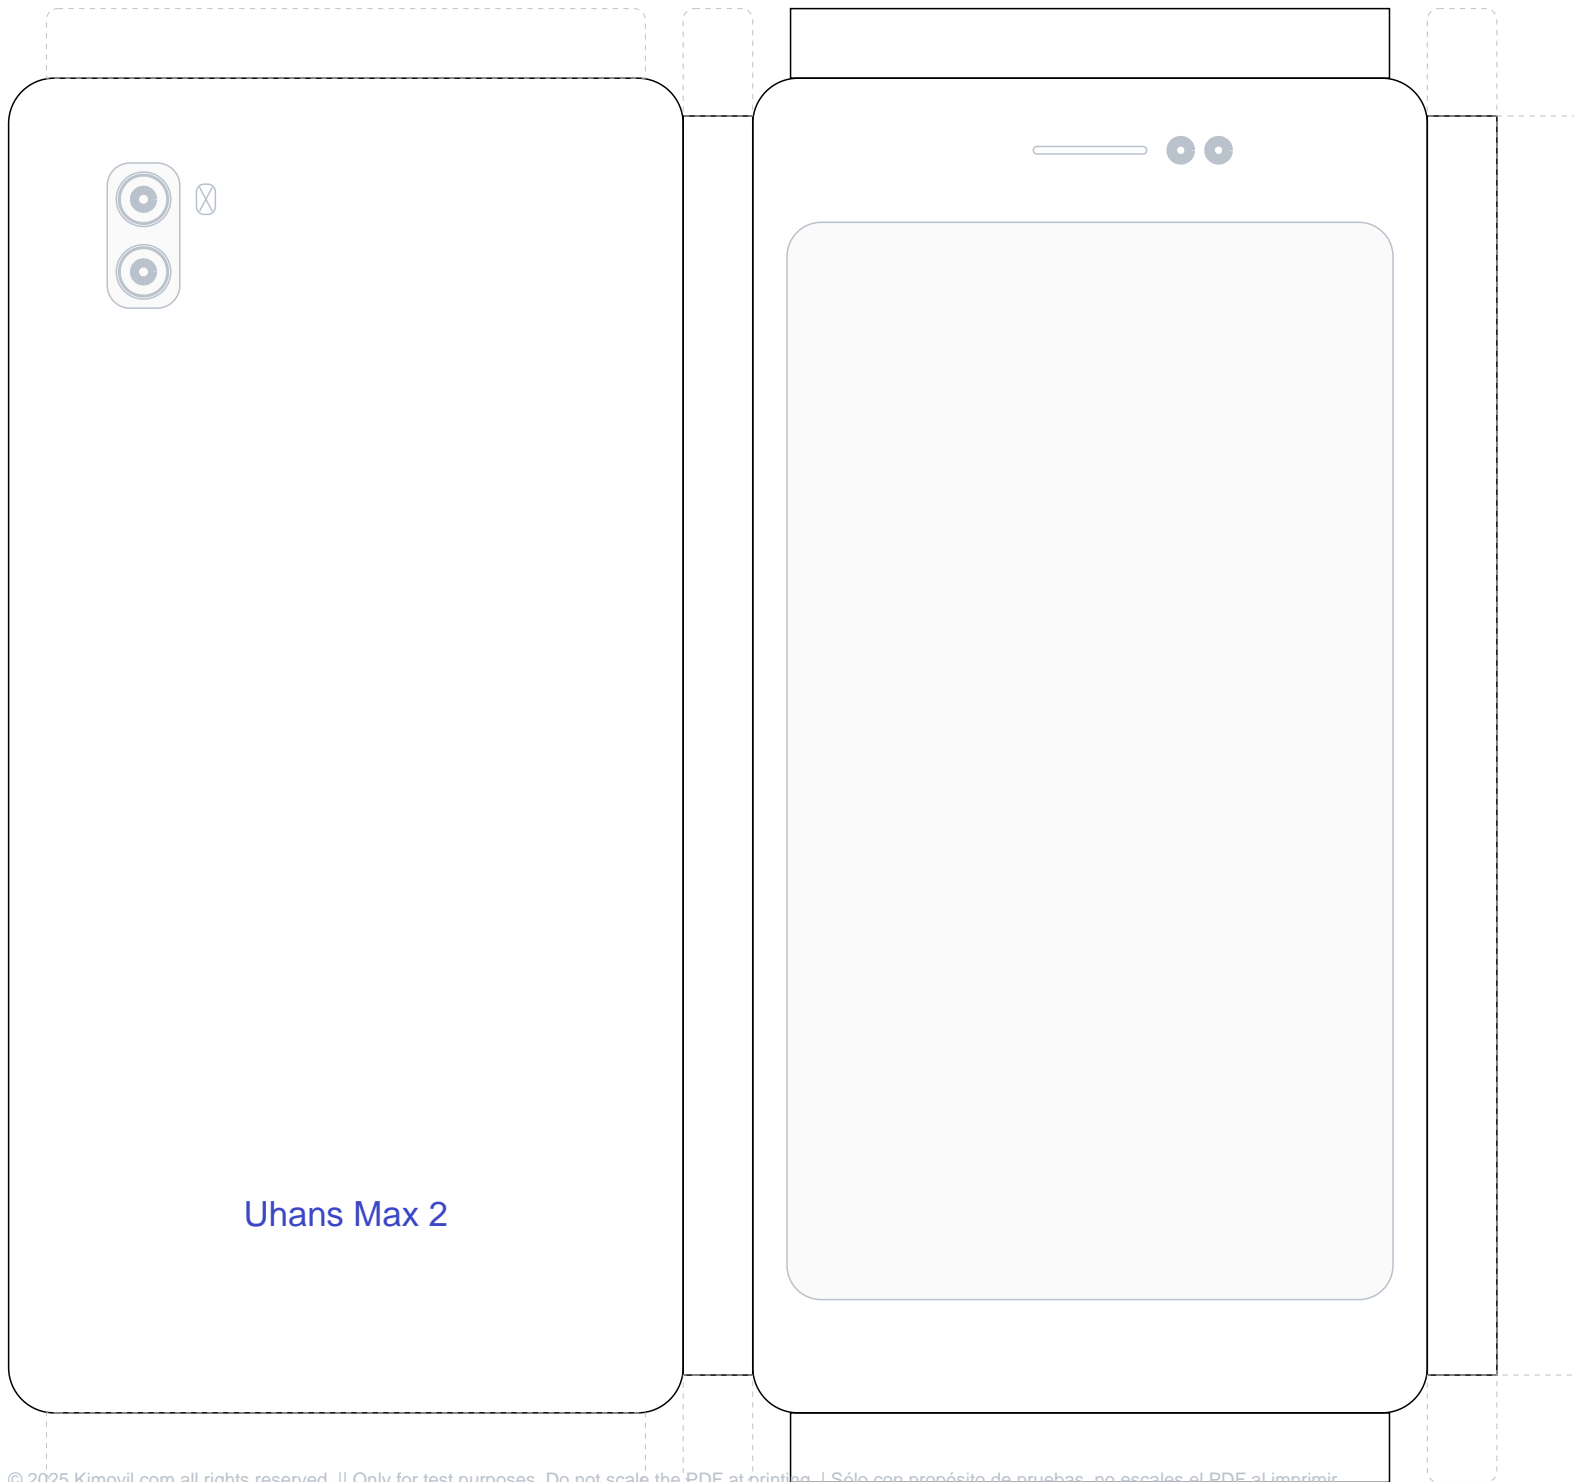 Uhans Max 2
© 2025 Kimovil.com all rights reserved. || Only for test purposes. Do not scale the PDF at printing. | Sólo con propósito de pruebas, no escales el PDF al imprimir.